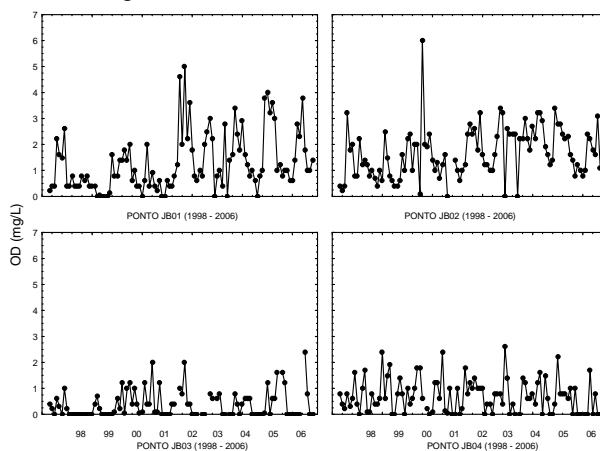 7
6
5
4
3
2
1
0
PONTO JB01 (1998 - 2006)
PONTO JB02 (1998 - 2006)
OD (mg/L)
7
6
5
4
3
2
1
0
98 99 00 01 02 03 04 05 06
PONTO JB03 (1998 - 2006)
98 99 00 01 02 03 04 05 06
PONTO JB04 (1998 - 2006)